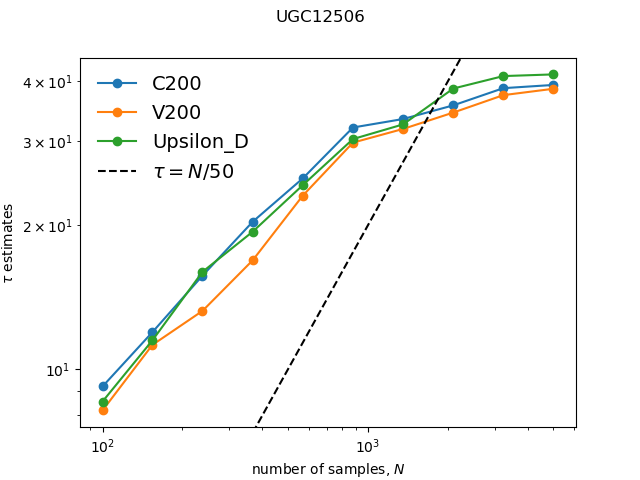 UGC12506
C200
V200
Upsilon_D
τ = N/50
4 × 10¹
3 × 10¹
2 × 10¹
10¹
τ estimates
10² 10³
number of samples, N